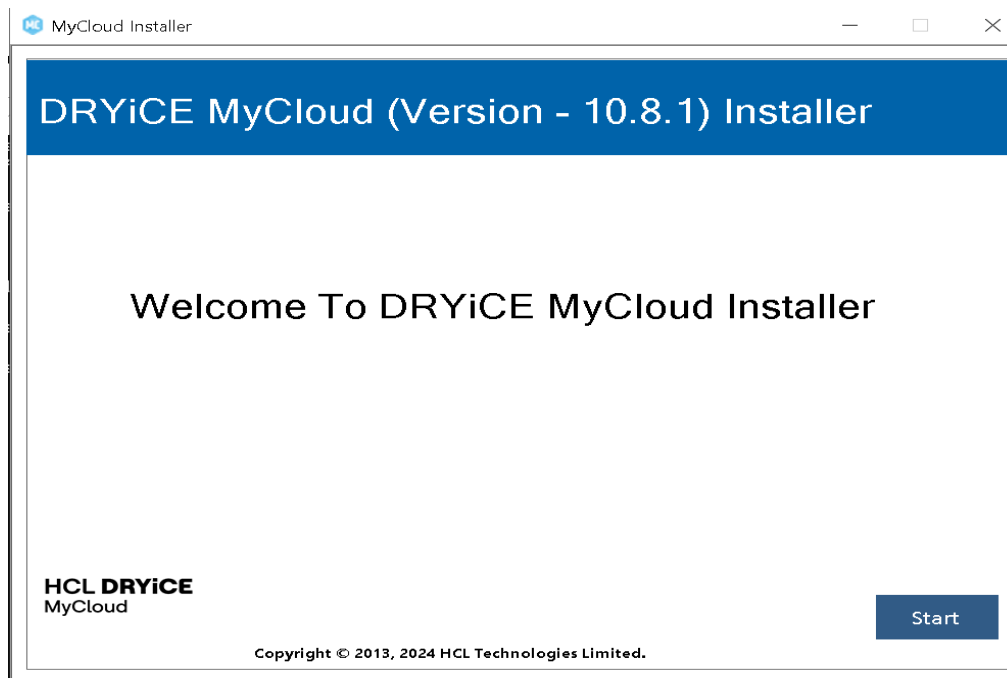 MyCloud Installer
DRYiCE MyCloud (Version - 10.8.1) Installer
Welcome To DRYiCE MyCloud Installer
HCL DRYiCE
MyCloud
Start
Copyright © 2013, 2024 HCL Technologies Limited.